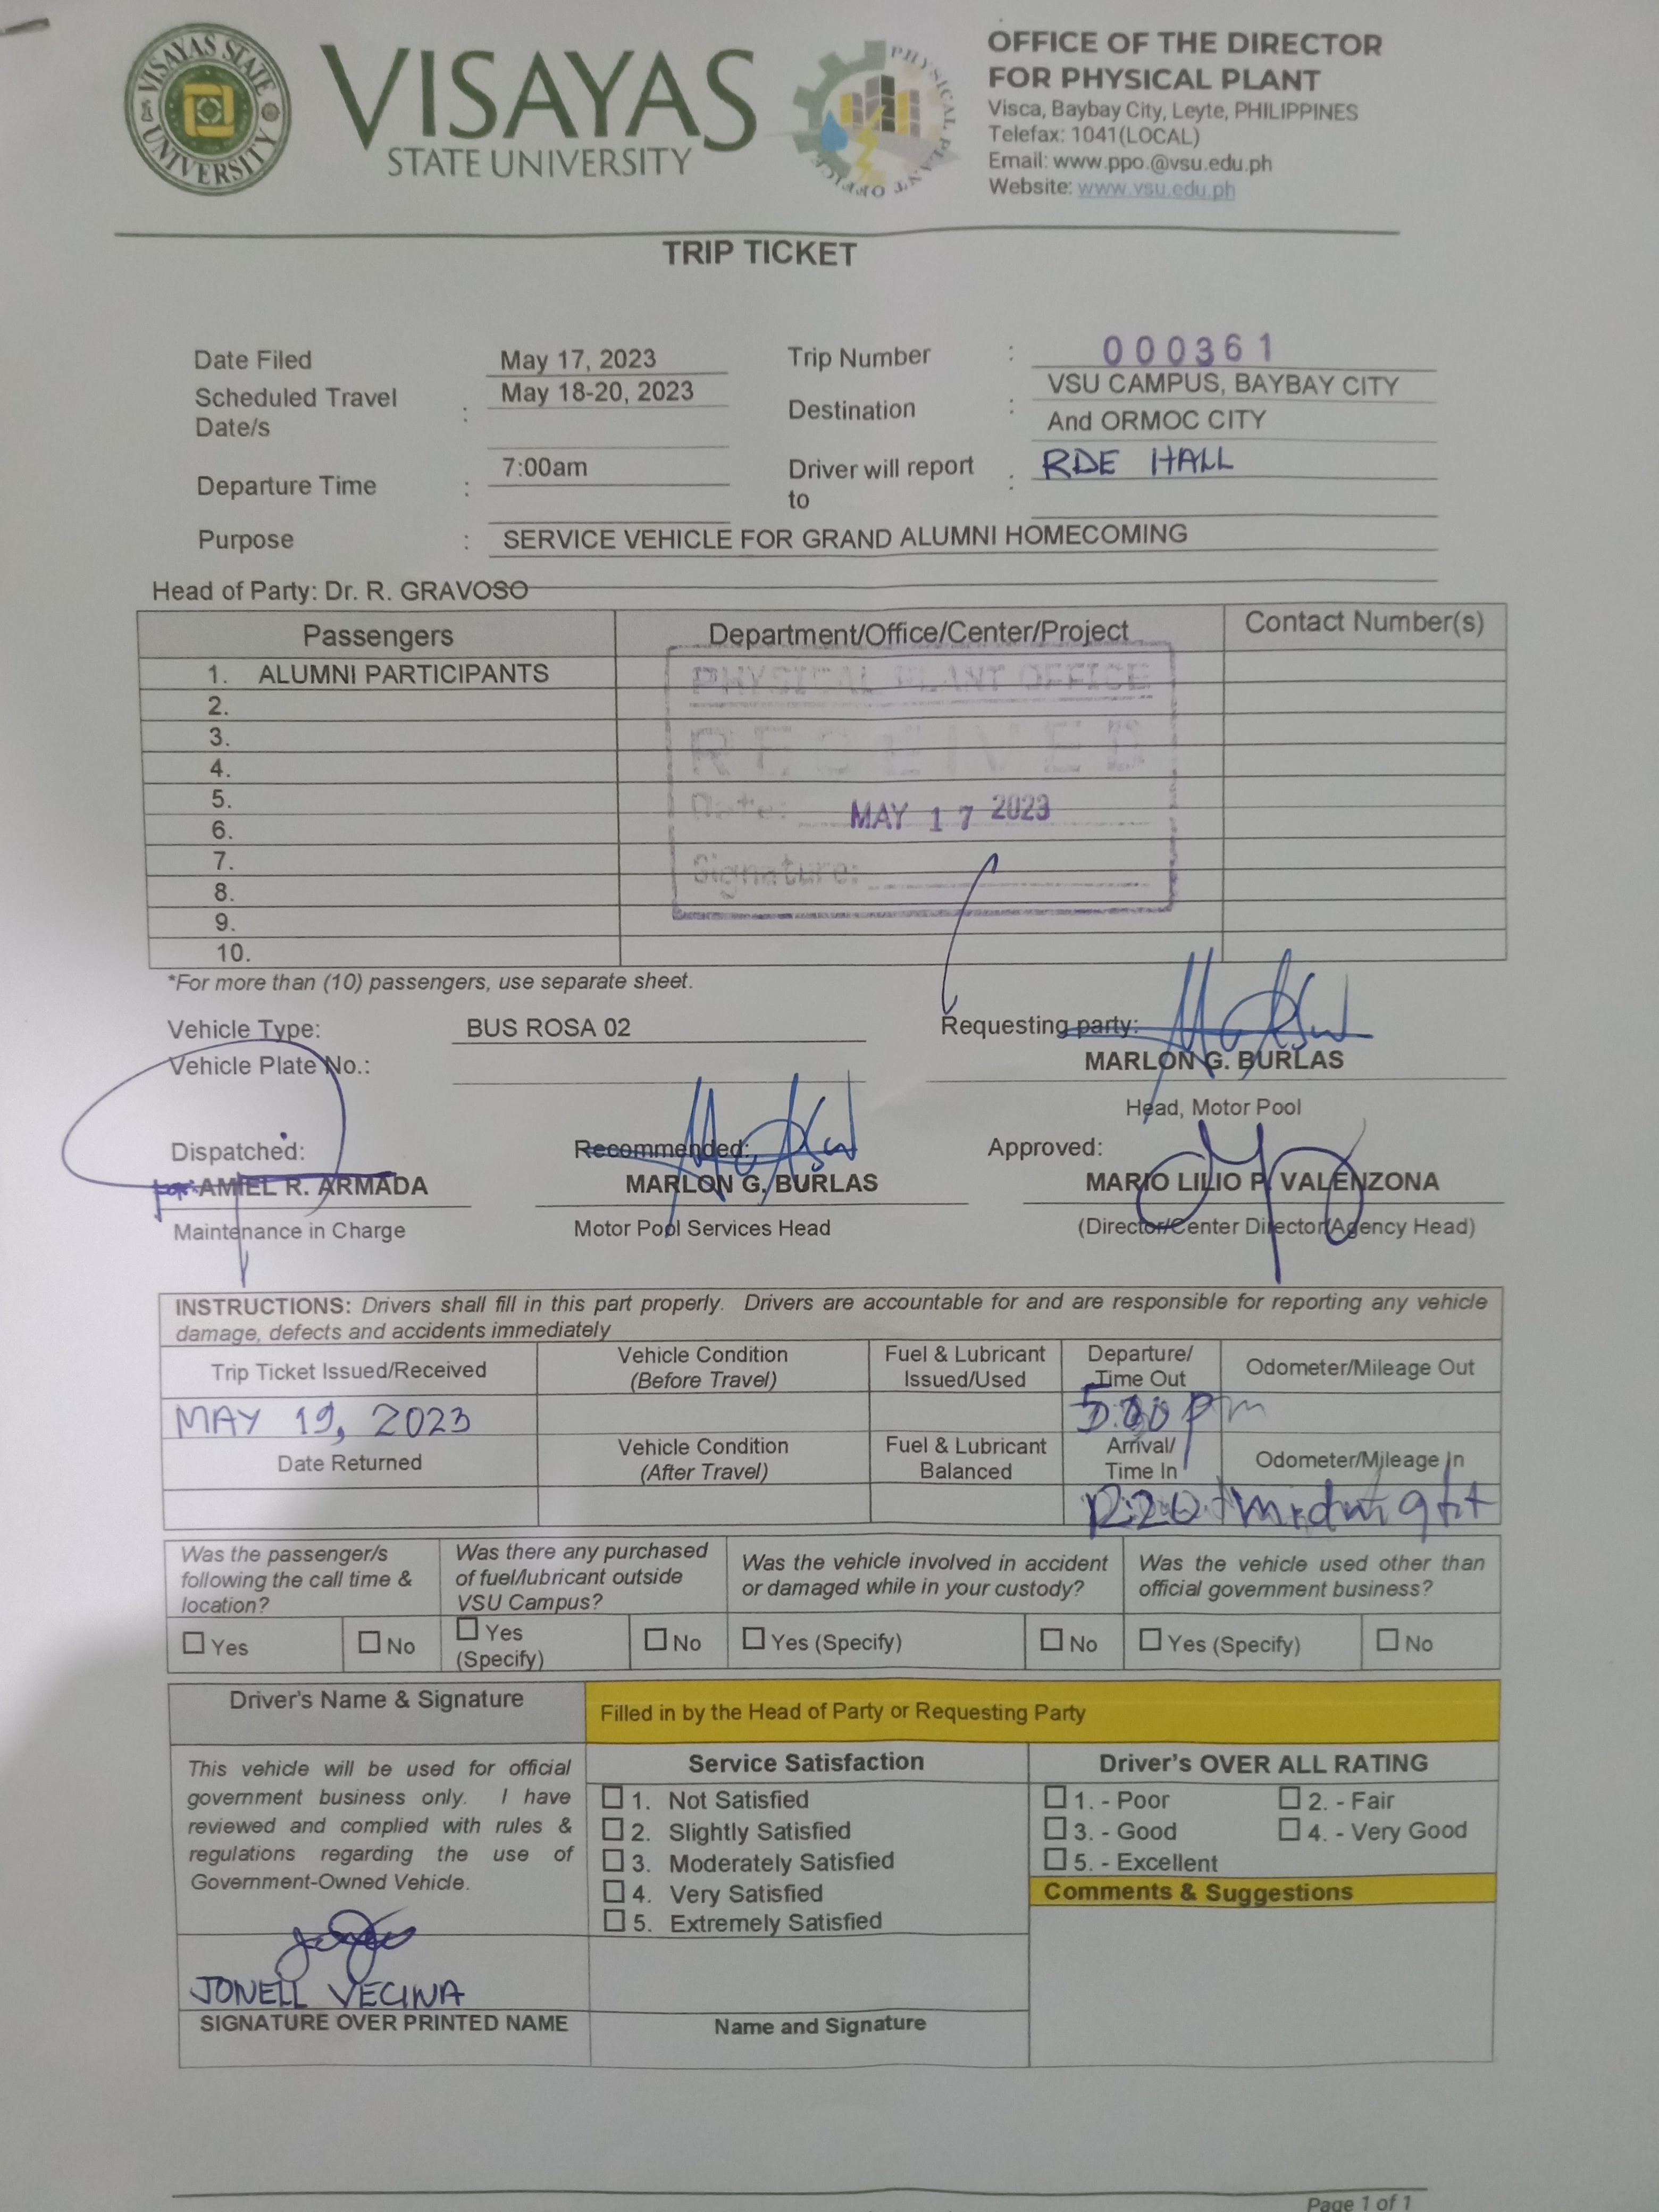 VISAYAS STATE UNIVERSITY
VISAYAS
STATE UNIVERSITY
PHYSICAL PLANT OFFICE
OFFICE OF THE DIRECTOR
FOR PHYSICAL PLANT
Visca, Baybay City, Leyte, PHILIPPINES
Telefax: 1041(LOCAL)
Email: www.ppo.@vsu.edu.ph
Website: www.vsu.edu.ph
TRIP TICKET
Date Filed May 17, 2023 Trip Number : 000361
Scheduled Travel Date/s : May 18-20, 2023 Destination : VSU CAMPUS, BAYBAY CITY
And ORMOC CITY
Departure Time : 7:00am Driver will report to : RDE HALL
Purpose : SERVICE VEHICLE FOR GRAND ALUMNI HOMECOMING
Head of Party: Dr. R. GRAVOSO
Passengers Department/Office/Center/Project Contact Number(s)
1. ALUMNI PARTICIPANTS
2.
3.
4.
5.
6.
7.
8.
9.
10.
PHYSICAL PLANT OFFICE
RECEIVED
Date: MAY 17 2023
Signature:
*For more than (10) passengers, use separate sheet.
Vehicle Type: BUS ROSA 02 Requesting party:
Vehicle Plate No.: MARLON G. BURLAS
Head, Motor Pool
Dispatched: Recommended: Approved:
for: AMIEL R. ARMADA MARLON G. BURLAS MARIO LILIO P. VALENZONA
Maintenance in Charge Motor Pool Services Head (Director/Center Director/Agency Head)
INSTRUCTIONS: Drivers shall fill in this part properly. Drivers are accountable for and are responsible for reporting any vehicle
damage, defects and accidents immediately
Trip Ticket Issued/Received Vehicle Condition (Before Travel) Fuel & Lubricant Issued/Used Departure/ Time Out Odometer/Mileage Out
MAY 19, 2023 pm
Date Returned Vehicle Condition (After Travel) Fuel & Lubricant Balanced Arrival/ Time In Odometer/Mileage In
midnight
Was the passenger/s following the call time & location? Was there any purchased of fuel/lubricant outside VSU Campus? Was the vehicle involved in accident or damaged while in your custody? Was the vehicle used other than official government business?
Yes No Yes (Specify) No Yes (Specify) No Yes (Specify) No
Driver's Name & Signature Filled in by the Head of Party or Requesting Party
This vehicle will be used for official
government business only. I have
reviewed and complied with rules &
regulations regarding the use of
Government-Owned Vehicle.
JONELL VECINA
SIGNATURE OVER PRINTED NAME
Service Satisfaction
1. Not Satisfied
2. Slightly Satisfied
3. Moderately Satisfied
4. Very Satisfied
5. Extremely Satisfied
Name and Signature
Driver's OVER ALL RATING
1. - Poor 2. - Fair
3. - Good 4. - Very Good
5. - Excellent
Comments & Suggestions
Page 1 of 1